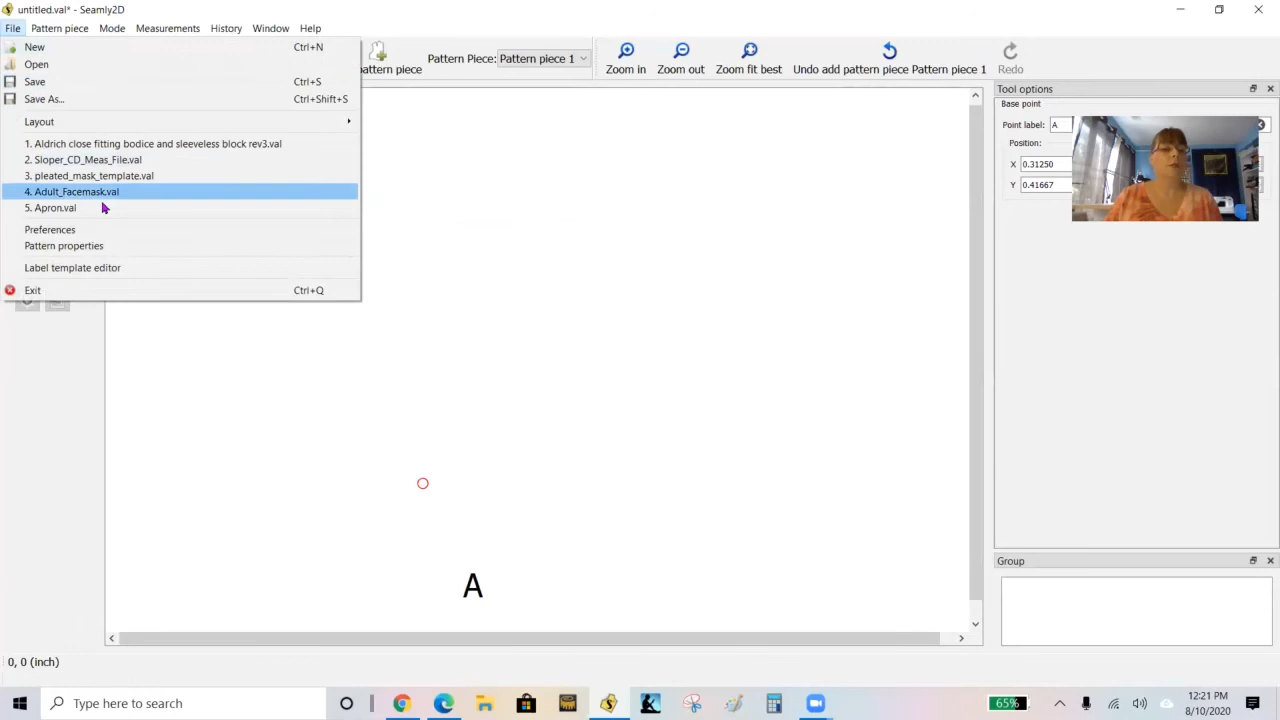 untitled.val* - Seamly2D
File Pattern piece Mode Measurements History Window Help
New Ctrl+N
Open
Save Ctrl+S
Save As... Ctrl+Shift+S
Layout
1. Aldrich close fitting bodice and sleeveless block rev3.val
2. Sloper_CD_Meas_File.val
3. pleated_mask_template.val
4. Adult_Facemask.val
5. Apron.val
Preferences
Pattern properties
Label template editor
Exit Ctrl+Q
attern piece
Pattern Piece: Pattern piece 1
Zoom in Zoom out Zoom fit best Undo add pattern piece Pattern piece 1 Redo
A
Tool options
Base point
Point label: A
Position:
X 0.31250
Y 0.41667
Group
0, 0 (inch)
Type here to search
65%
12:21 PM
8/10/2020